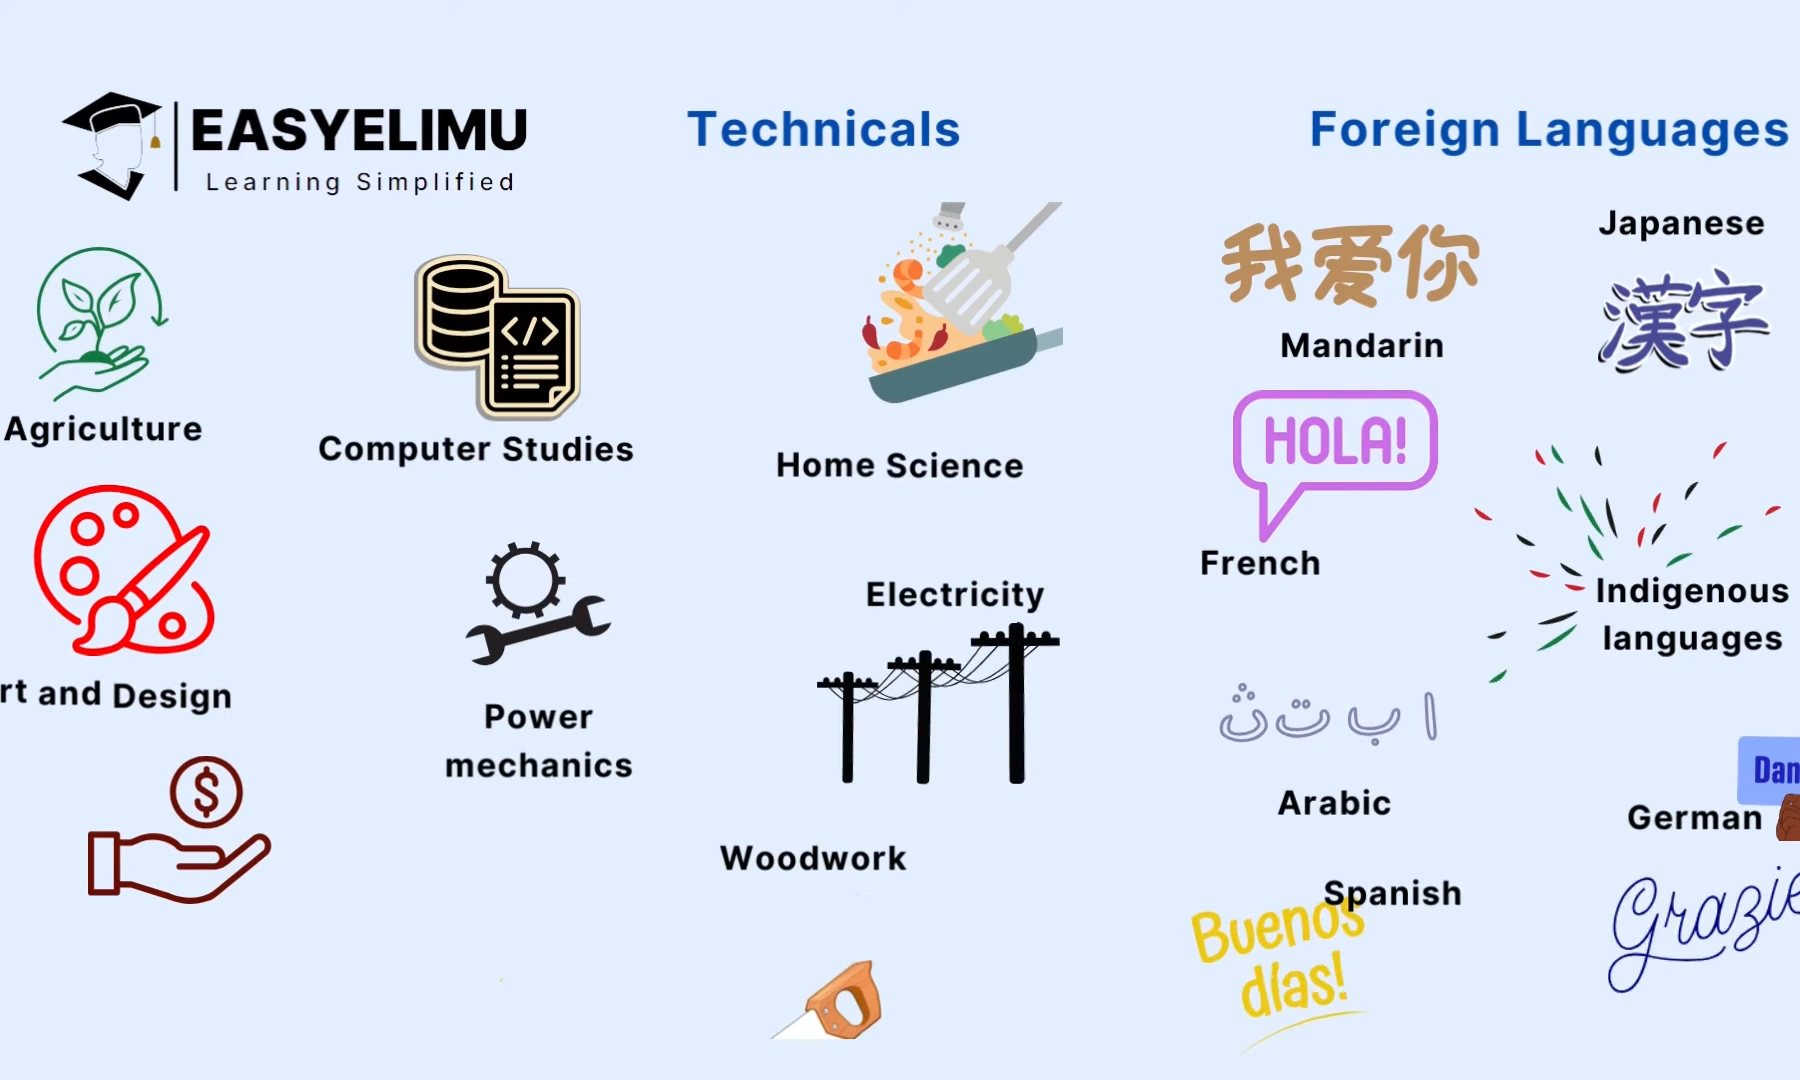 EASYELIMU
Learning Simplified
Technicals
Foreign Languages
Agriculture
Computer Studies
Home Science
我爱你
Mandarin
Japanese
漢字
HOLA!
French
rt and Design
Power
mechanics
Electricity
Indigenous
languages
ا ب ت ث
Arabic
Dan
German
Woodwork
Spanish
Buenos
días!
Grazie
$